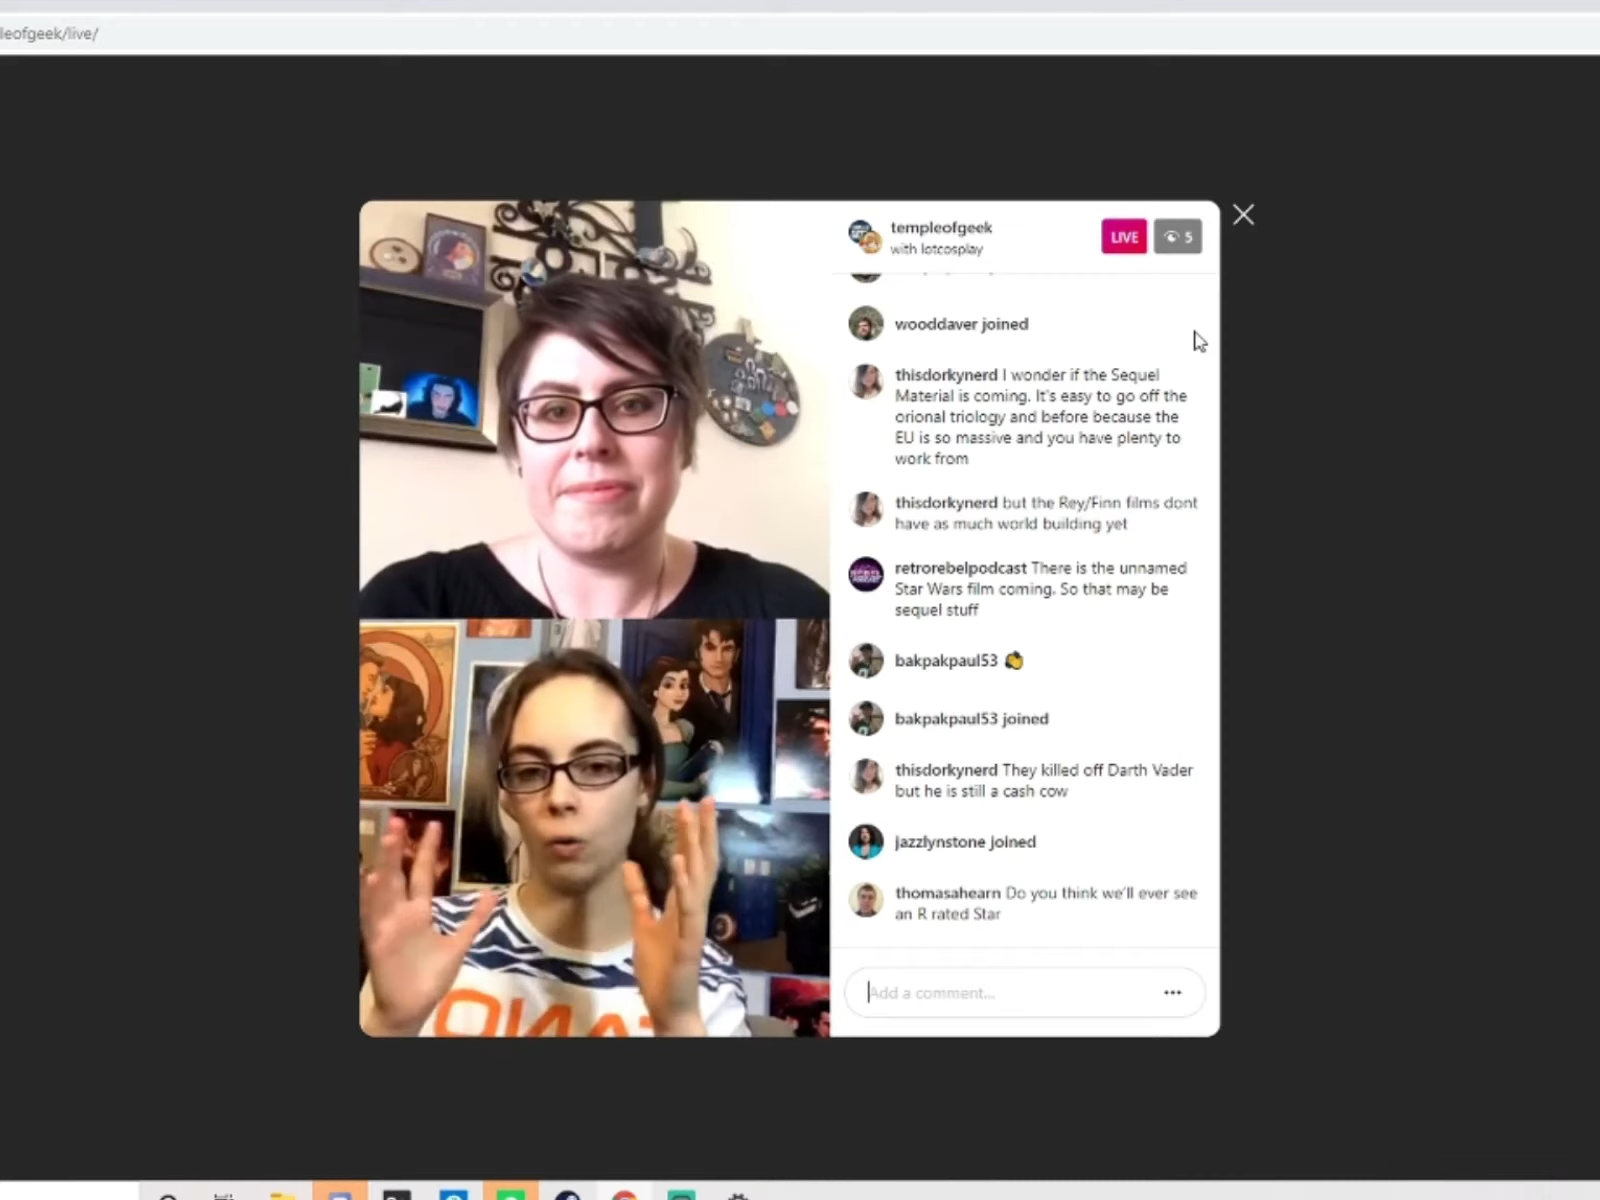 leofgeek/live/
templeofgeek
with lotcosplay
LIVE
5
wooddaver joined
thisdorkynerd I wonder if the Sequel
Material is coming. It's easy to go off the
orional triology and before because the
EU is so massive and you have plenty to
work from
thisdorkynerd but the Rey/Finn films dont
have as much world building yet
retrorebelpodcast There is the unnamed
Star Wars film coming. So that may be
sequel stuff
bakpakpaul53 👏
bakpakpaul53 joined
thisdorkynerd They killed off Darth Vader
but he is still a cash cow
jazzlynstone joined
thomasahearn Do you think we'll ever see
an R rated Star
Add a comment...